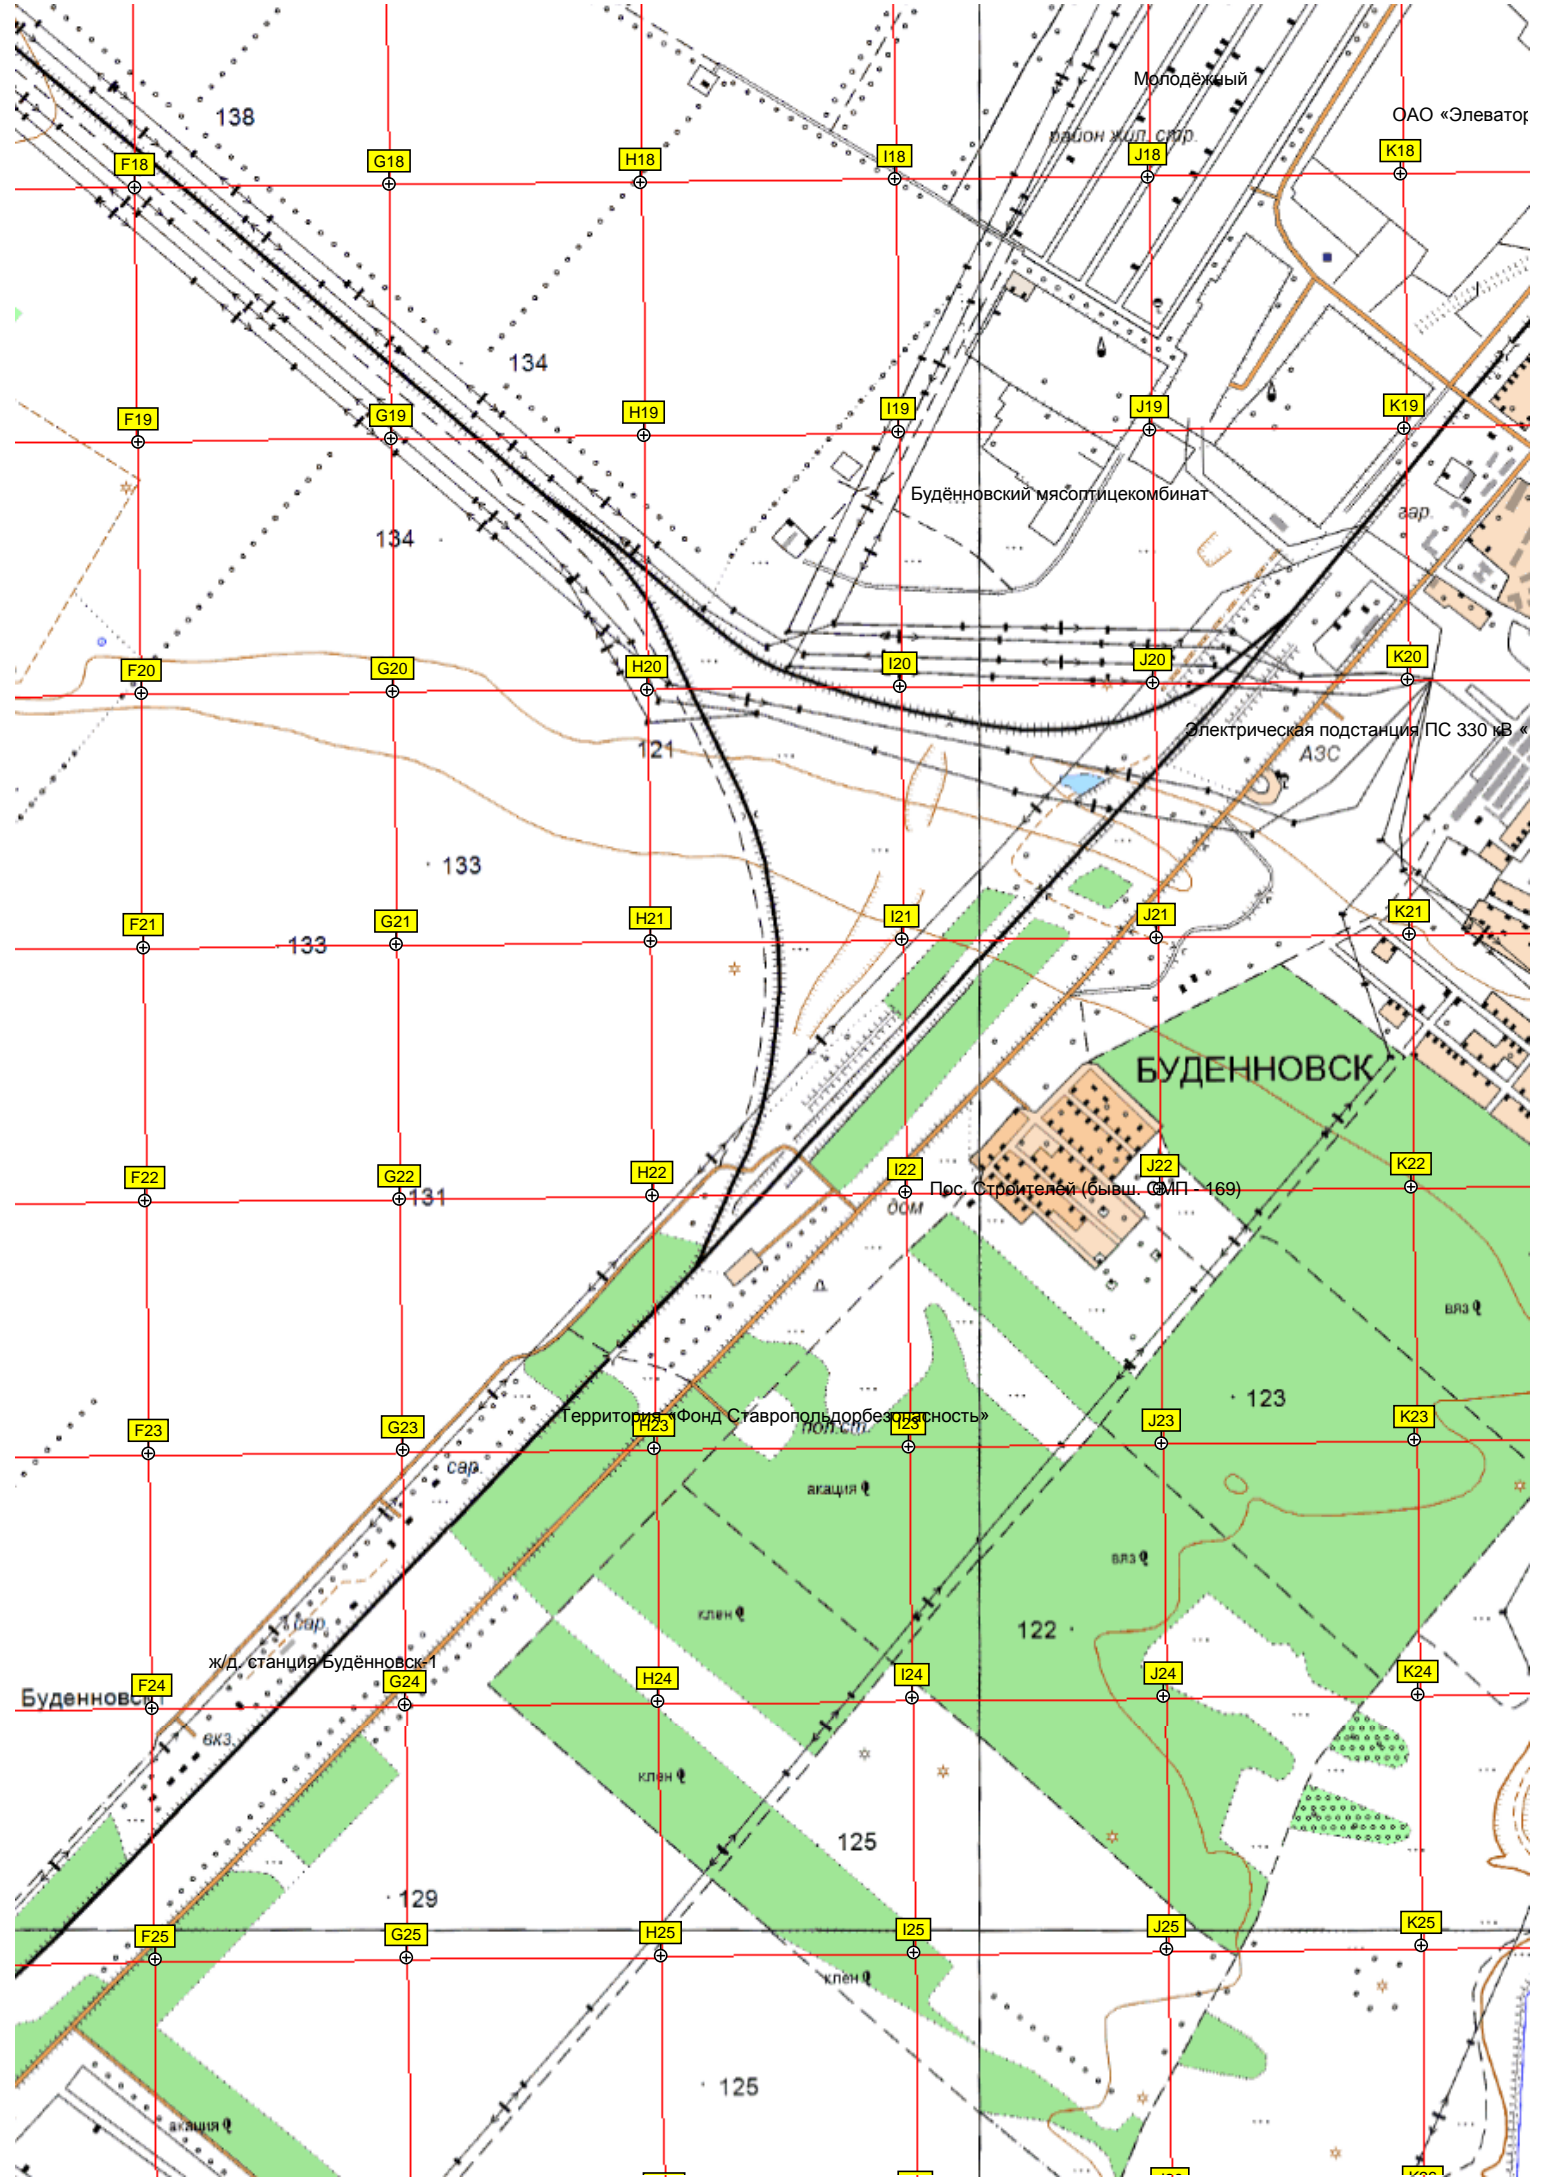 Молодёжный
138
ОАО «Элеватор
район жил. стр.
F18
G18
H18
I18
J18
K18
134
F19
G19
H19
I19
J19
K19
Будённовский мясоптицекомбинат
гар.
134
F20
G20
H20
I20
J20
K20
Электрическая подстанция ПС 330 кВ «
121
АЗС
133
F21
G21
H21
I21
J21
K21
133
БУДЕННОВСК
F22
G22
H22
I22
J22
K22
131
Пос. Строителей (бывш. СМП - 169)
дом
вяз
123
Территория «Фонд Ставропольдорбезопасность»
F23
G23
H23
I23
J23
K23
пол.ст.
сар.
акация
вяз
клен
сар.
122
ж/д. станция Будённовск-1
F24
G24
H24
I24
J24
K24
Буденновск 1
вкз.
клен
125
129
F25
G25
H25
I25
J25
K25
клен
125
акация